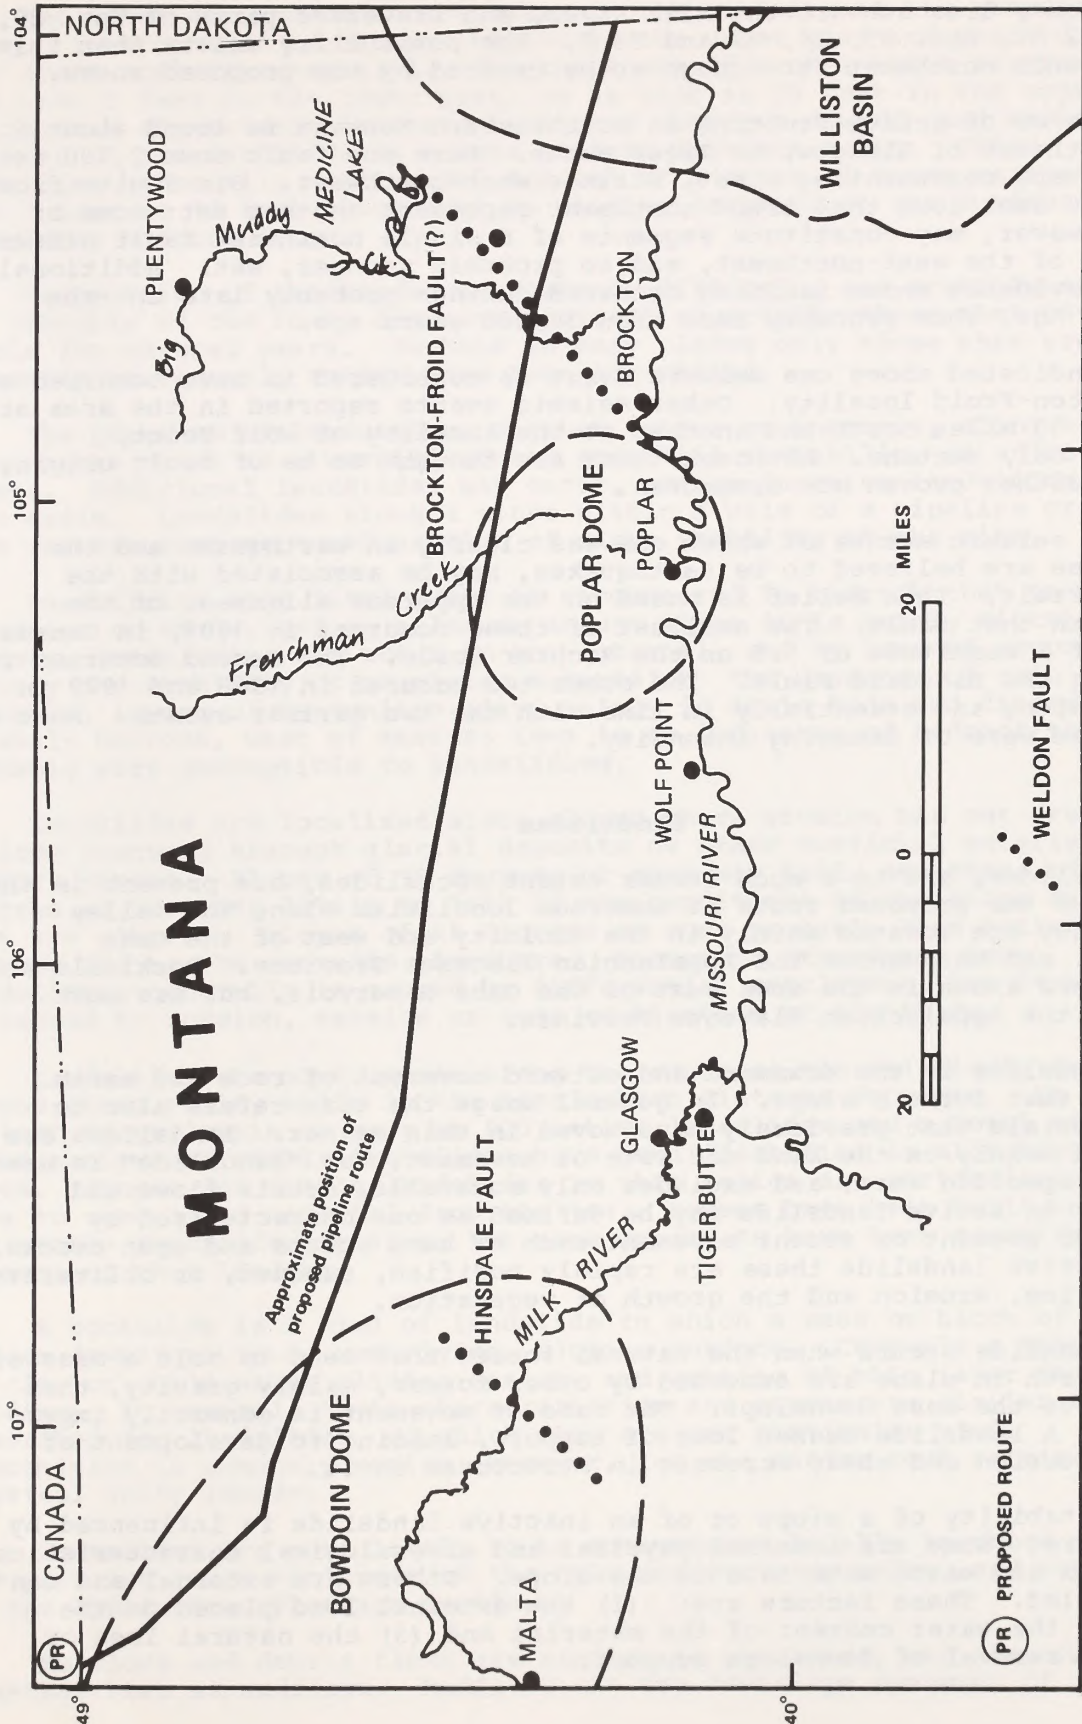 104°
105°
106°
107°
49°
CANADA
NORTH DAKOTA
PR
MONTANA
PLENTYWOOD
Big
Muddy
Ck.
MEDICINE
LAKE
Approximate position of
proposed pipeline route
Frenchman
Creek
BROCKTON-FROID FAULT(?)
BOWDOIN DOME
HINSDALE FAULT
MILK
RIVER
MALTA
GLASGOW
TIGER BUTTE
WOLF POINT
MISSOURI RIVER
POPLAR DOME
POPLAR
BROCKTON
WILLISTON
BASIN
40°
20
0
20
MILES
PR
PROPOSED ROUTE
WELDON FAULT